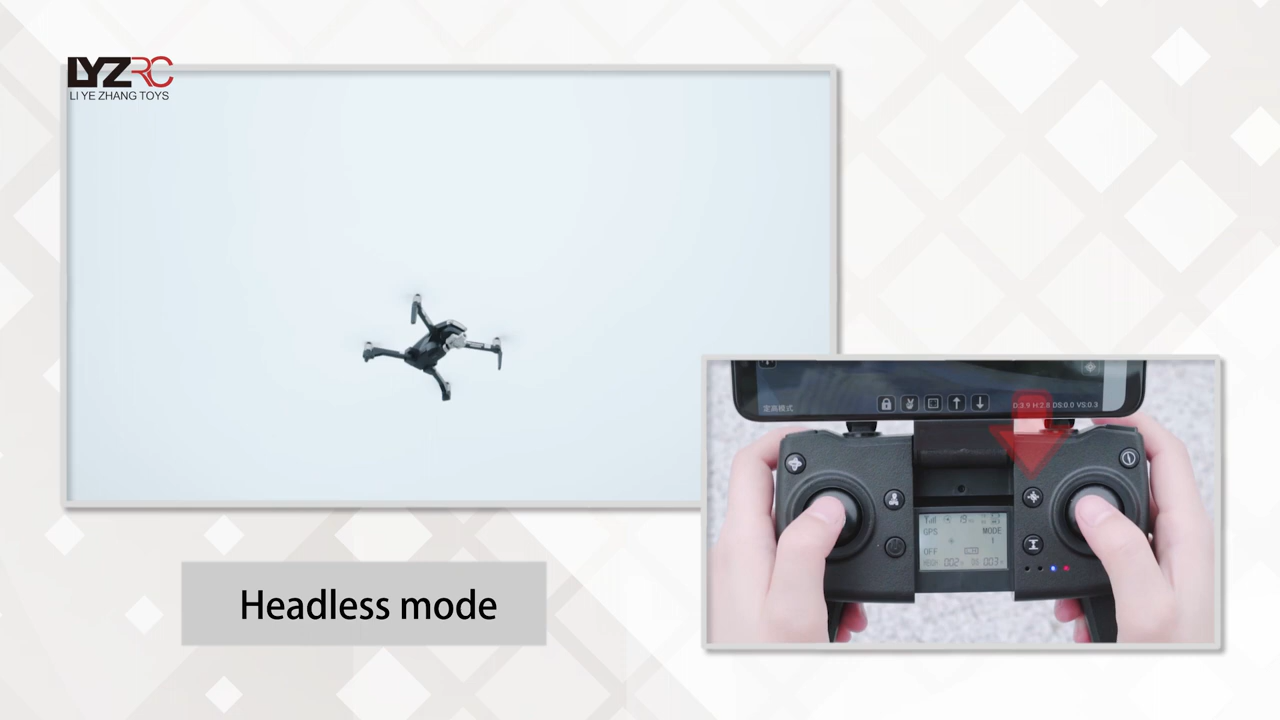 LYZRC
LI YE ZHANG TOYS
定高模式
D:3.9 H:2.8 DS:0.0 VS:0.3
GPS
MODE
OFF
Headless mode